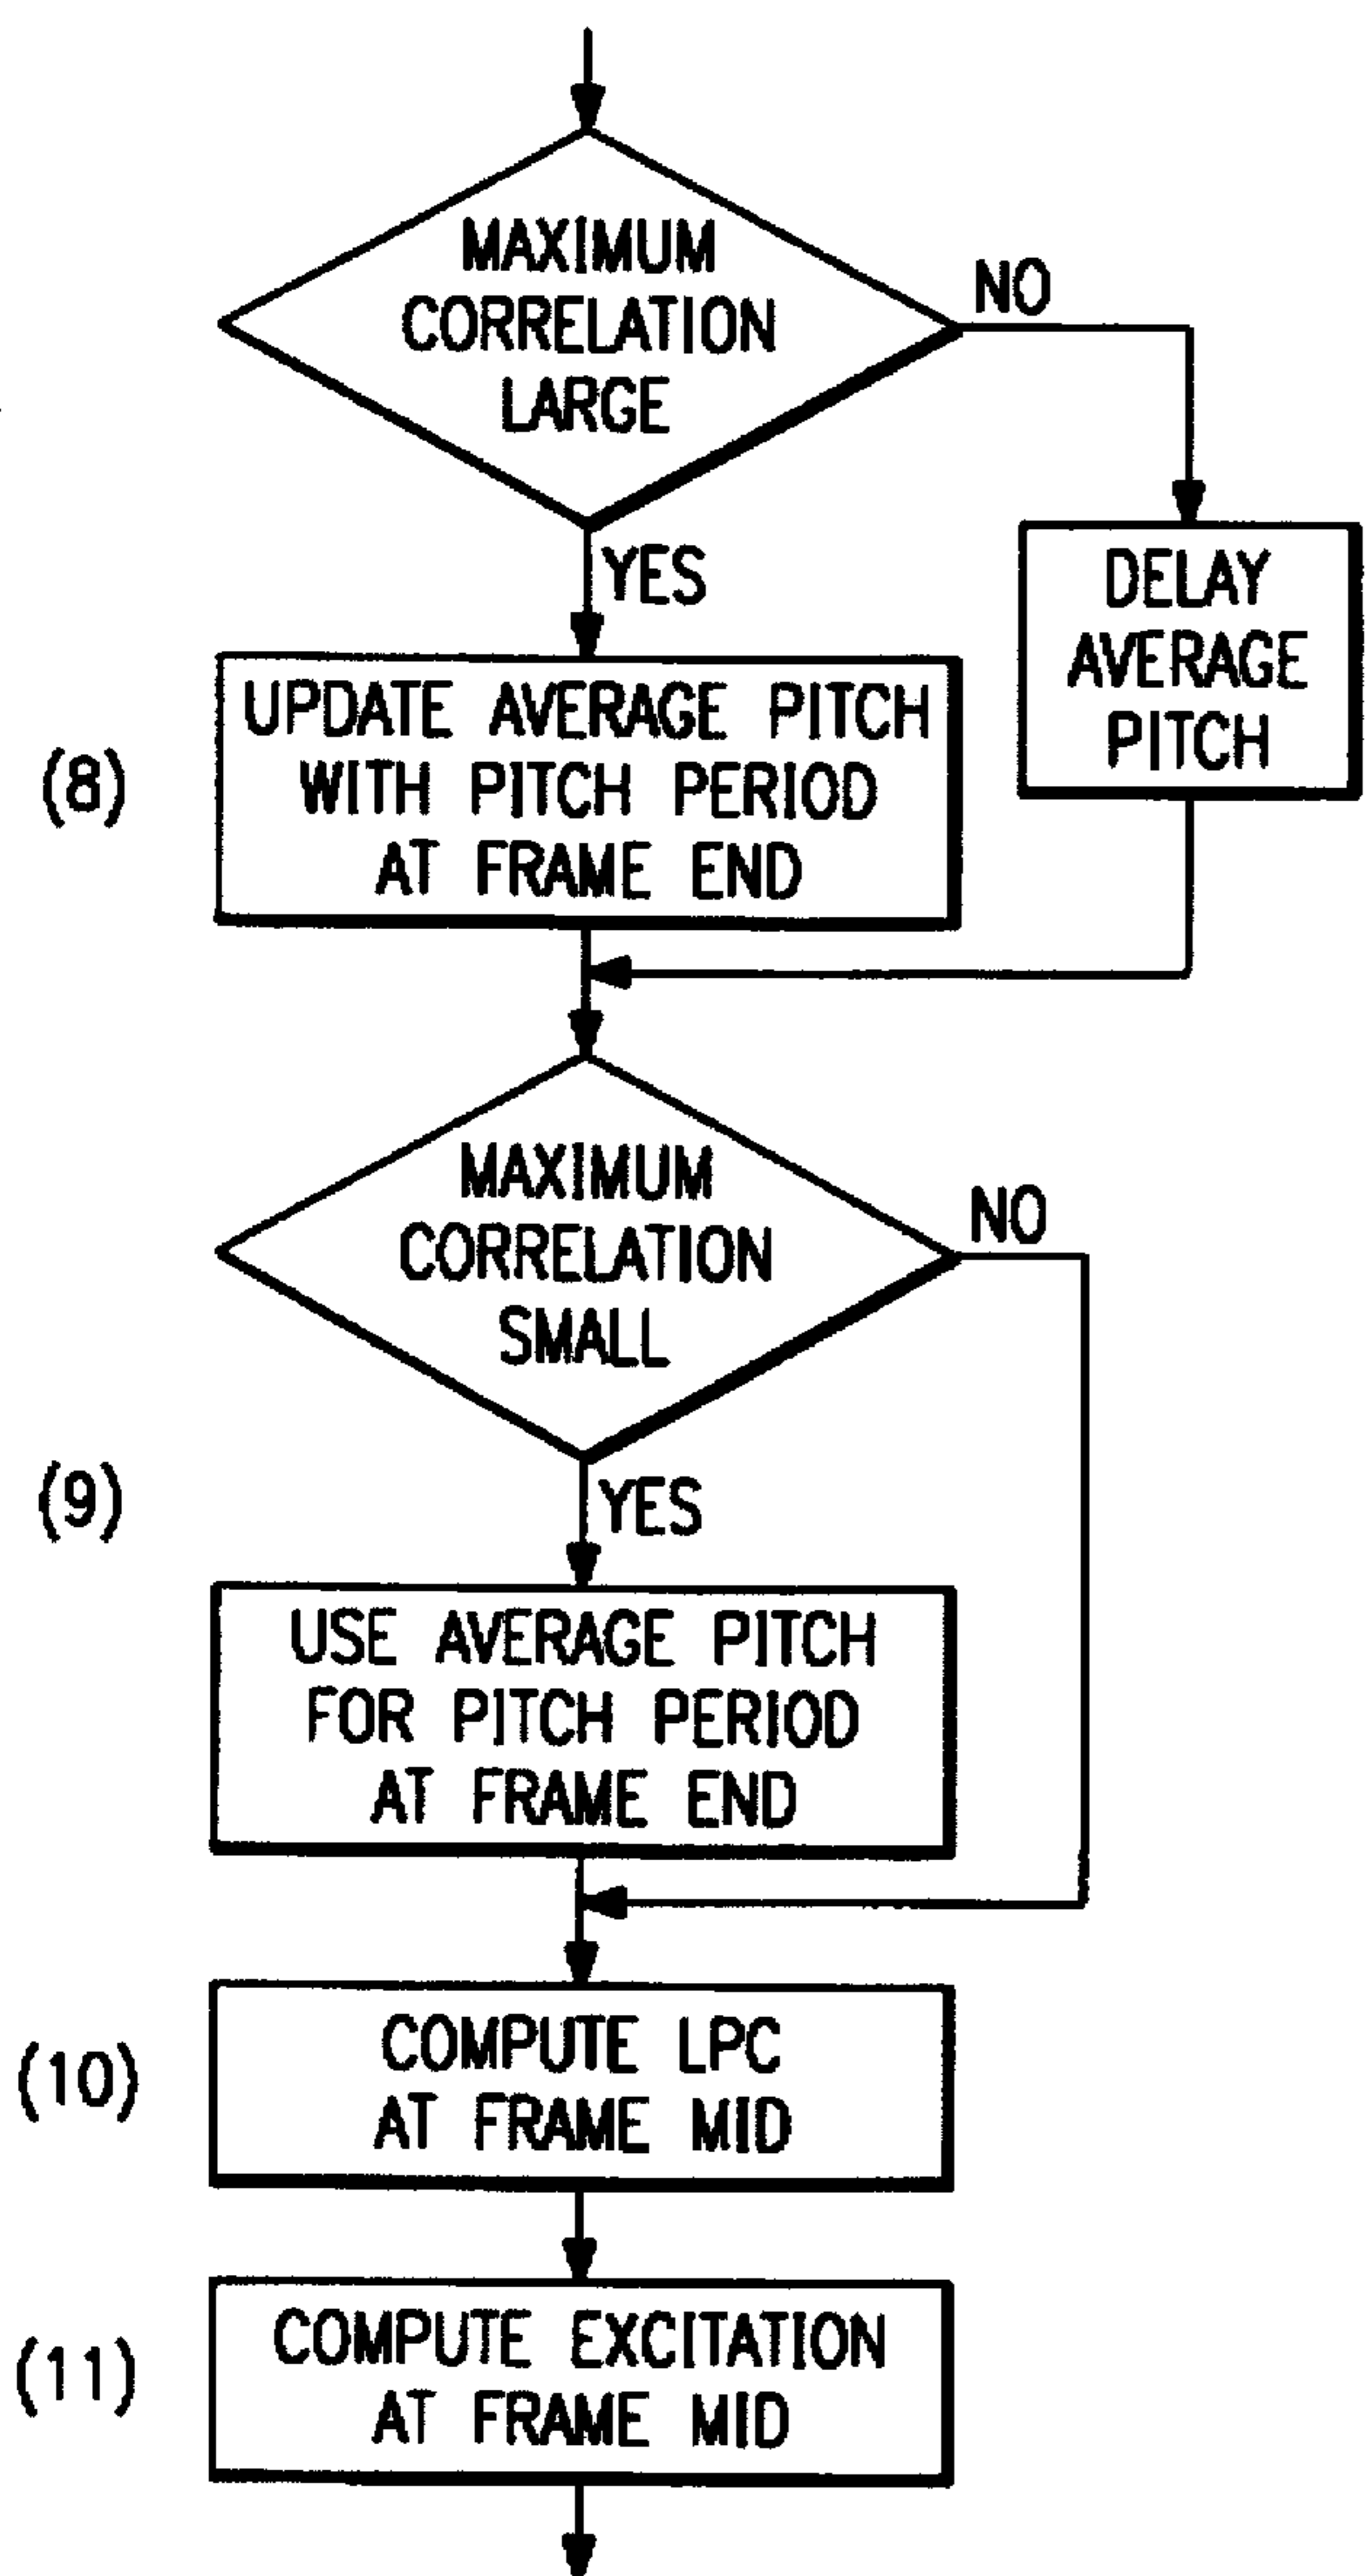 MAXIMUM
CORRELATION
LARGE
NO
YES
DELAY
AVERAGE
PITCH
(8)
UPDATE AVERAGE PITCH
WITH PITCH PERIOD
AT FRAME END
MAXIMUM
CORRELATION
SMALL
NO
(9)
YES
USE AVERAGE PITCH
FOR PITCH PERIOD
AT FRAME END
(10)
COMPUTE LPC
AT FRAME MID
(11)
COMPUTE EXCITATION
AT FRAME MID